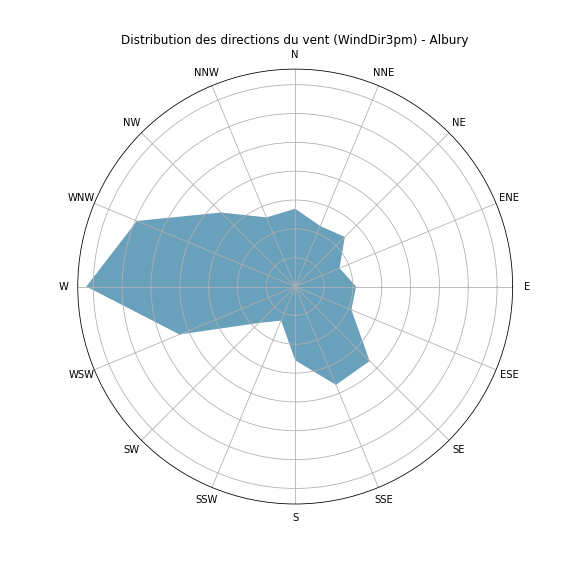 Distribution des directions du vent (WindDir3pm) - Albury
N
NNW
NNE
NW
NE
WNW
ENE
W
E
WSW
ESE
SW
SE
SSW
SSE
S